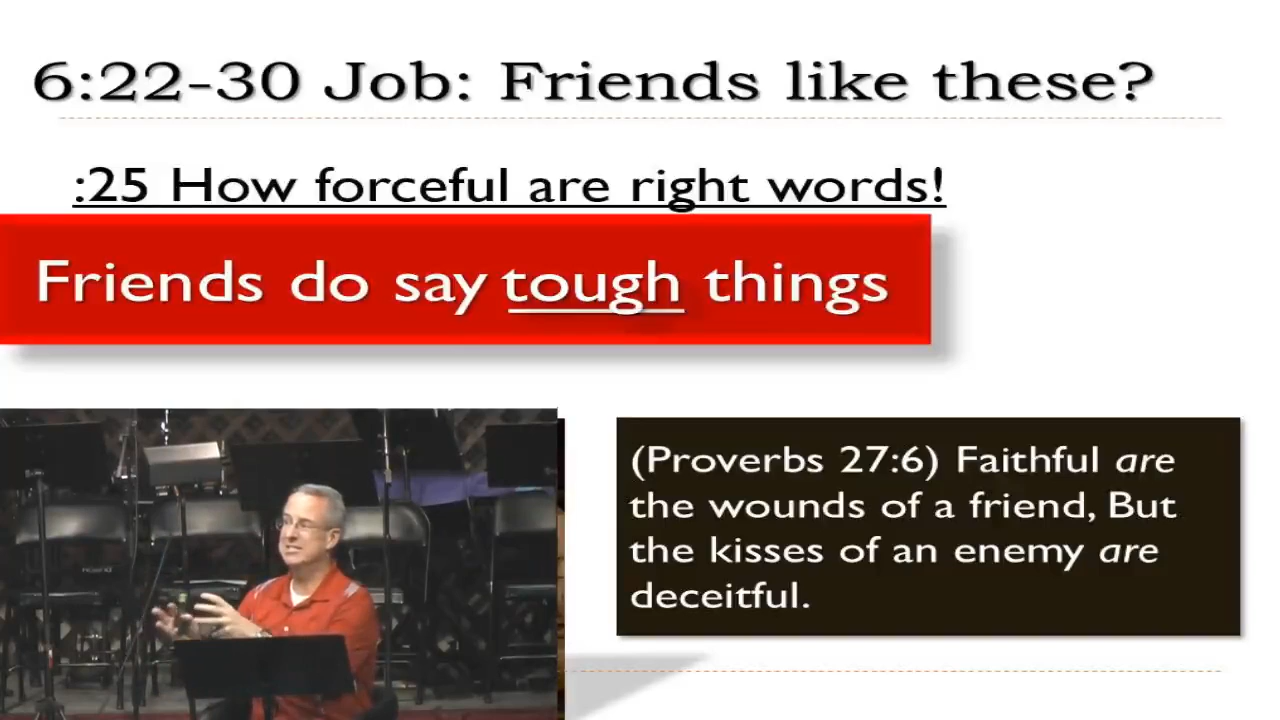 6:22-30 Job: Friends like these?
:25 How forceful are right words!
Friends do say tough things
(Proverbs 27:6) Faithful are
the wounds of a friend, But
the kisses of an enemy are
deceitful.